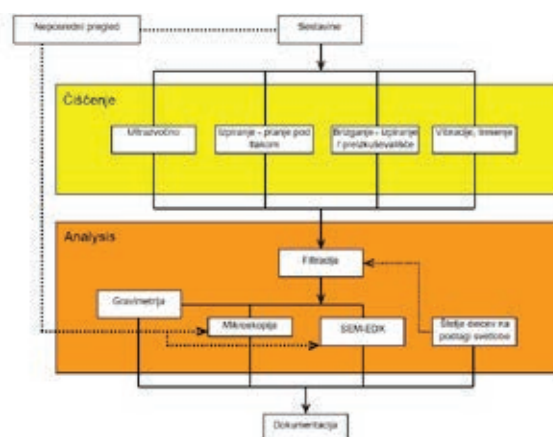 Neposredni pregled
Sestavine
Čiščenje
Ultrazvočno
Izpiranje - pranje pod
tlakom
Brizganje - izpiranje
/ preizkuševališče
Vibracije, tresenje
Analysis
Filtracija
Gravimetrija
Mikroskopija
SEM-EDX
Štetje delcev na
podlagi svetlobe
Dokumentacija